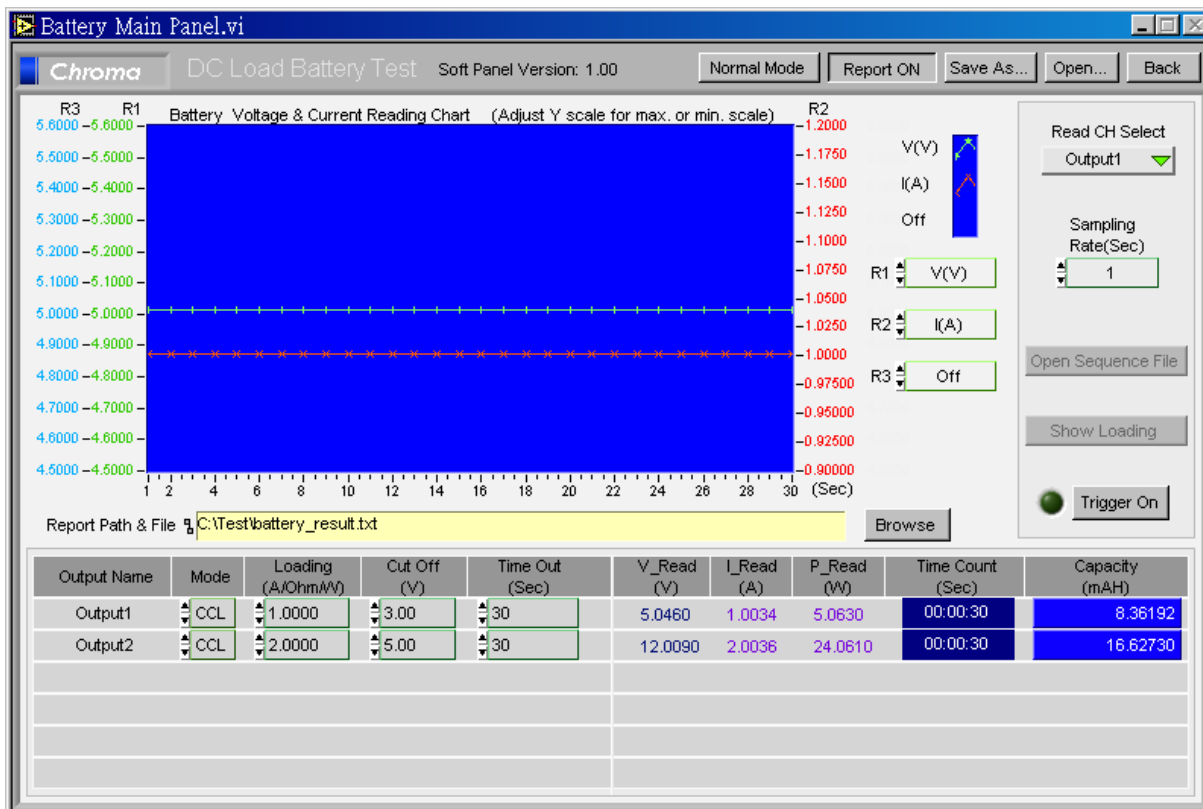 Battery Main Panel.vi
Chroma DC Load Battery Test Soft Panel Version: 1.00 Normal Mode Report ON Save As... Open... Back
R3 R1 Battery Voltage & Current Reading Chart (Adjust Y scale for max. or min. scale) R2
5.6000 5.6000 1.2000
5.5000 5.5000 1.1750
5.4000 5.4000 1.1500
5.3000 5.3000 1.1250
5.2000 5.2000 1.1000
5.1000 5.1000 1.0750
5.0000 5.0000 1.0500
4.9000 4.9000 1.0250
4.8000 4.8000 1.0000
4.7000 4.7000 0.97500
4.6000 4.6000 0.95000
4.5000 4.5000 0.92500
0.90000
1 2 4 6 8 10 12 14 16 18 20 22 24 26 28 30 (Sec)
V(V)
I(A)
Off
R1 V(V)
R2 I(A)
R3 Off
Read CH Select
Output1
Sampling
Rate(Sec)
1
Open Sequence File
Show Loading
Trigger On
Report Path & File C:\Test\battery_result.txt Browse
Output Name Mode Loading (A/Ohm/W) Cut Off (V) Time Out (Sec) V_Read (V) I_Read (A) P_Read (W) Time Count (Sec) Capacity (mAH)
Output1 CCL 1.0000 3.00 30 5.0460 1.0034 5.0630 00:00:30 8.36192
Output2 CCL 2.0000 5.00 30 12.0090 2.0036 24.0610 00:00:30 16.62730